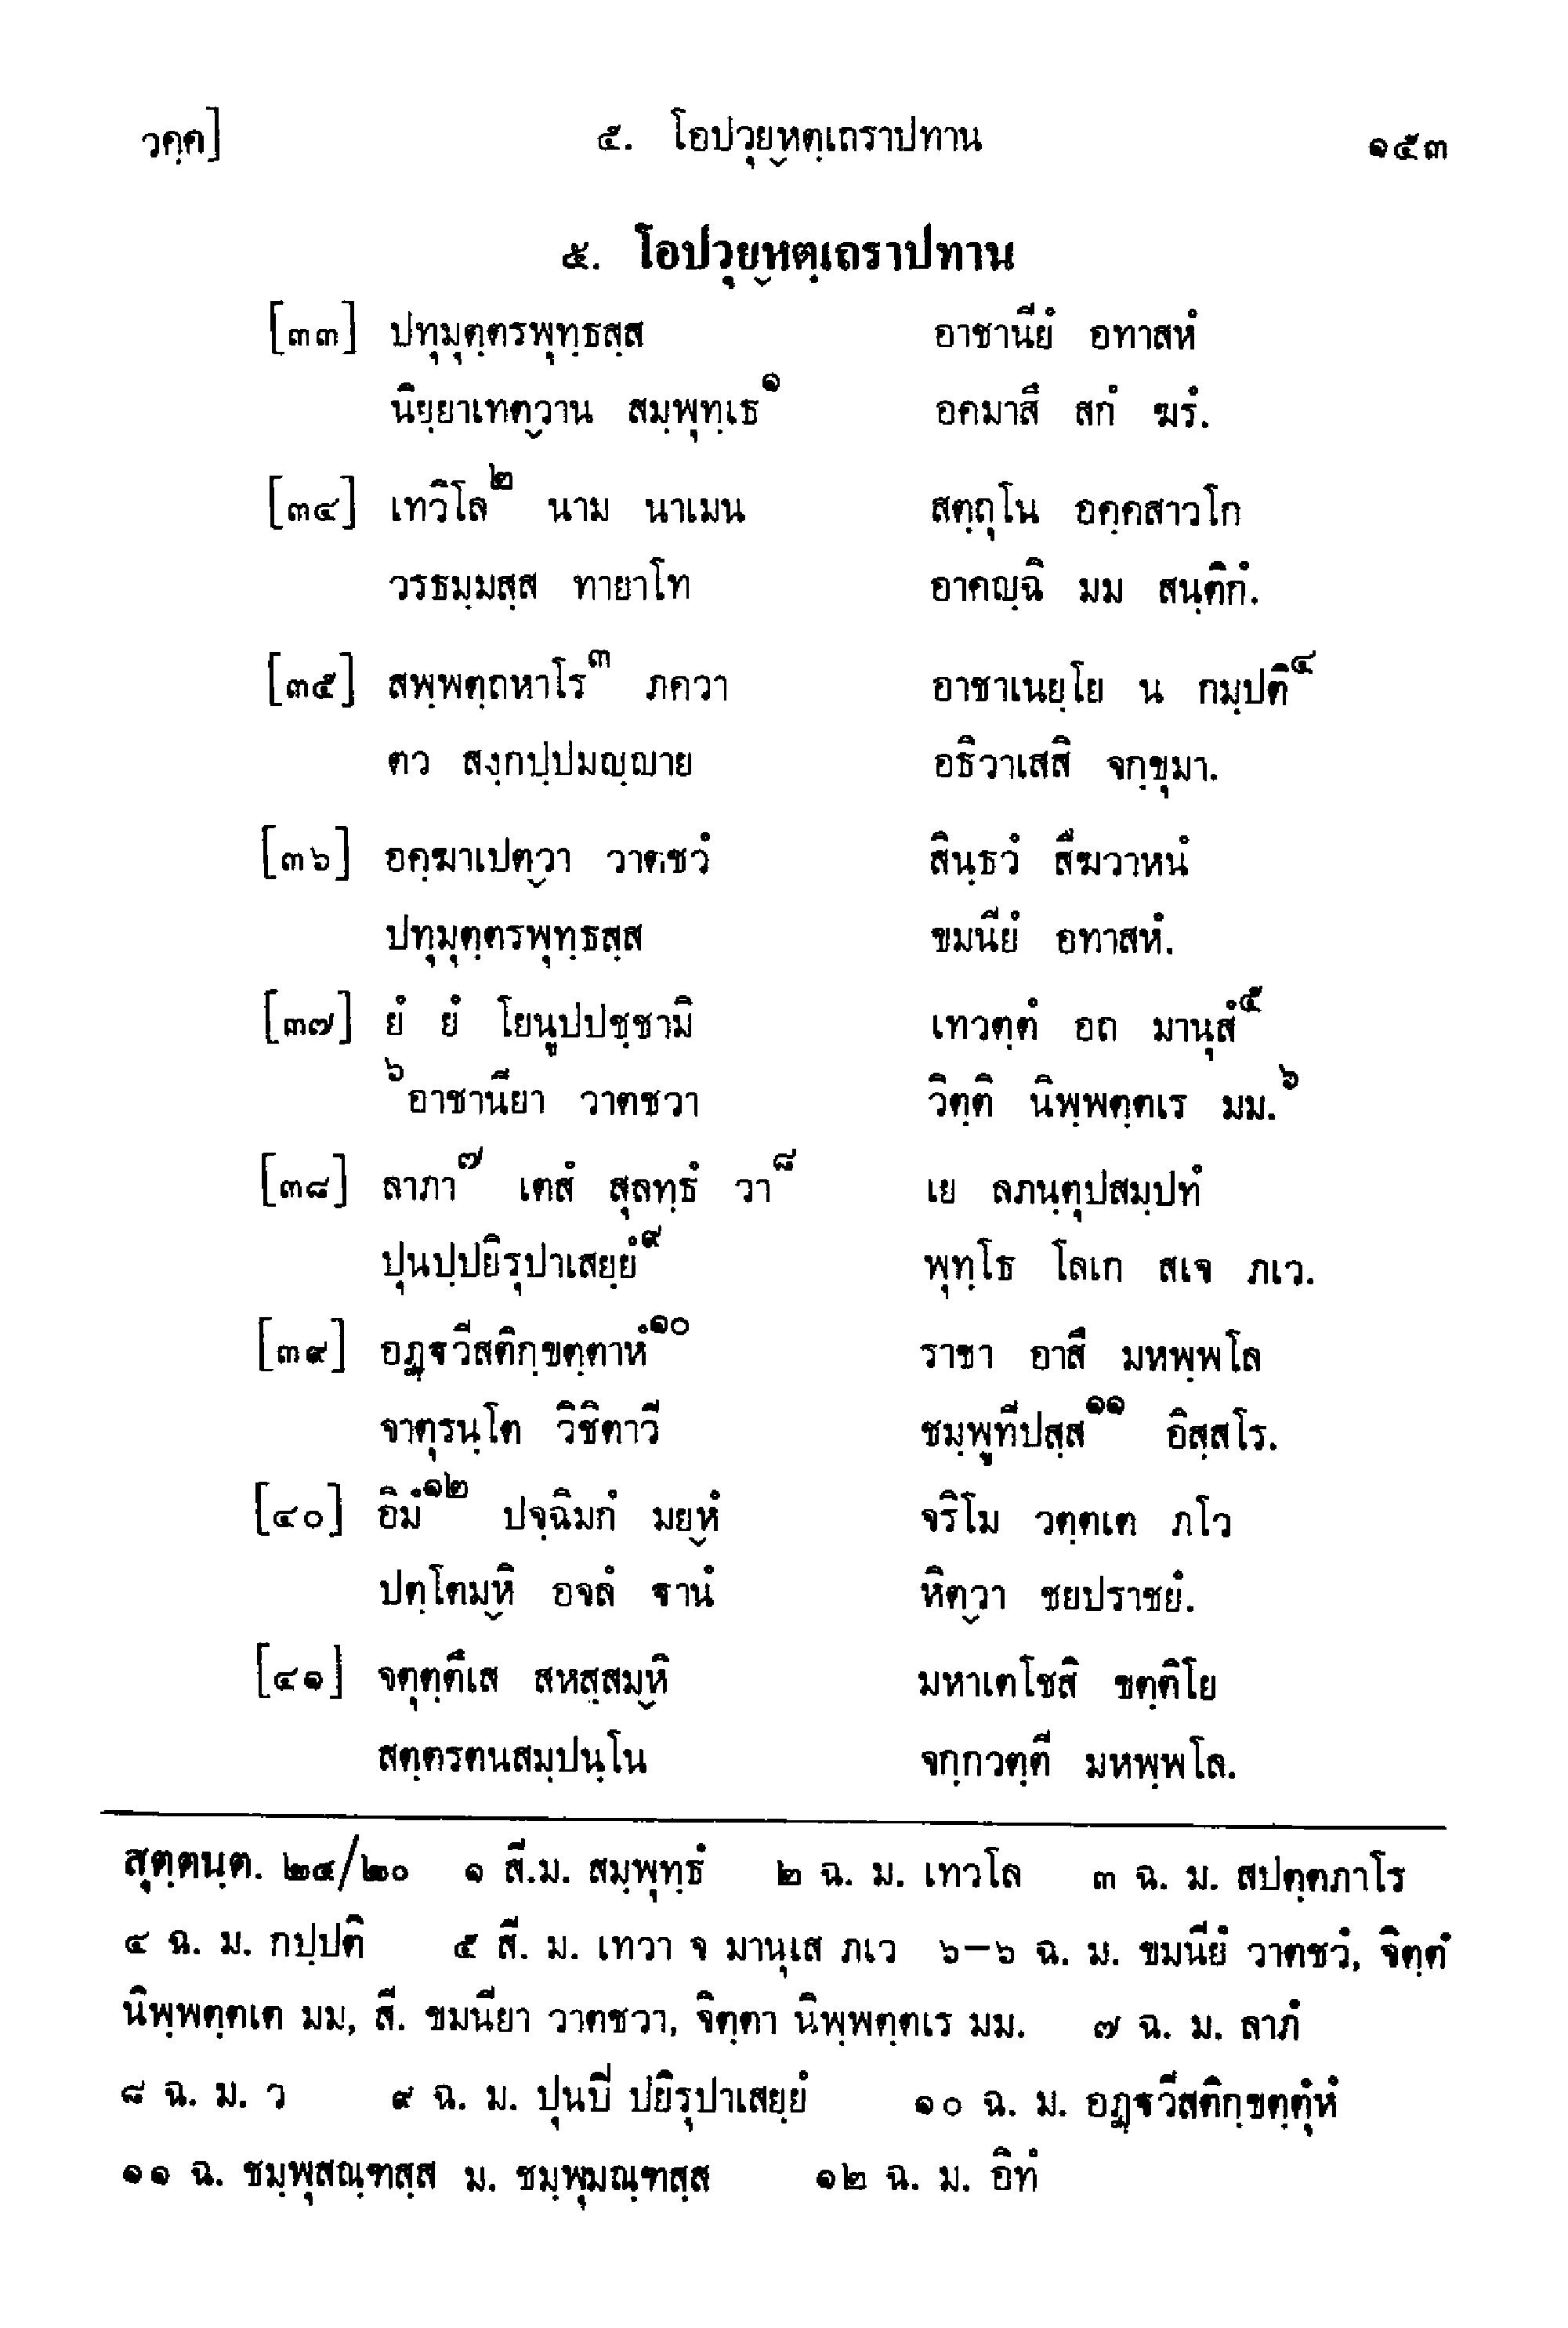 วคฺค] ๕. โอปวุยฺหตฺเถราปทาน ๑๕๓
๕. โอปวุยฺหตฺเถราปทาน
[๓๓] ปทุมุตฺตรพุทฺธสฺส อาชานียํ อทาสหํ
นิยฺยาเทตฺวาน สมฺพุทฺเธ๑ อคมาสึ สกํ ฆรํ.
[๓๔] เทวิโล๒ นาม นาเมน สตฺถุโน อคฺคสาวโก
วรธมฺมสฺส ทายาโท อาคญฺฉิ มม สนฺติกํ.
[๓๕] สพฺพตฺถหาโร๓ ภควา อาชาเนยฺโย น กมฺปติ๔
ตว สงฺกปฺปมญฺญาย อธิวาเสสิ จกฺขุมา.
[๓๖] อคฺฆาเปตฺวา วาตชวํ สินฺธวํ สีฆวาหนํ
ปทุมุตฺตรพุทฺธสฺส ขมนียํ อทาสหํ.
[๓๗] ยํ ยํ โยนูปปชฺชามิ เทวตฺตํ อถ มานุสํ๕
๖อาชานียา วาตชวา วิตฺติ นิพฺพตฺตเร มม.๖
[๓๘] ลาภา๗ เตสํ สุลทฺธํ วา๘ เย ลภนฺตุปสมฺปทํ
ปุนปฺปยิรุปาเสยฺยํ๙ พุทฺโธ โลเก สเจ ภเว.
[๓๙] อฏฺฐวีสติกฺขตฺตาหํ๑๐ ราชา อาสึ มหพฺพโล
จาตุรนฺโต วิชิตาวี ชมฺพูทีปสฺส๑๑ อิสฺสโร.
[๔๐] อิมํ๑๒ ปจฺฉิมกํ มยฺหํ จริโม วตฺตเต ภโว
ปตฺโตมฺหิ อจลํ ฐานํ หิตฺวา ชยปราชยํ.
[๔๑] จตุตฺตึเส สหสฺสมฺหิ มหาเตโชสิ ขตฺติโย
สตฺตรตนสมฺปนฺโน จกฺกวตฺตี มหพฺพโล.
สุตฺตนฺต. ๒๔/๒๐ ๑ สี.ม. สมฺพุทฺธํ ๒ ฉ. ม. เทวโล ๓ ฉ. ม. สปตฺตภาโร
๔ ฉ. ม. กปฺปติ ๕ สี. ม. เทวา จ มานุเส ภเว ๖-๖ ฉ. ม. ขมนียํ วาตชวํ, จิตฺตํ
นิพฺพตฺตเต มม, สี. ขมนียา วาตชวา, จิตฺตา นิพฺพตฺตเร มม. ๗ ฉ. ม. ลาภํ
๘ ฉ. ม. ว ๙ ฉ. ม. ปุนปิ ปยิรุปาเสยฺยํ ๑๐ ฉ. ม. อฏฺฐวีสติกฺขตฺตุํหํ
๑๑ ฉ. ชมฺพุสณฺฑสฺส ม. ชมฺพุมณฺฑสฺส ๑๒ ฉ. ม. อิทํ